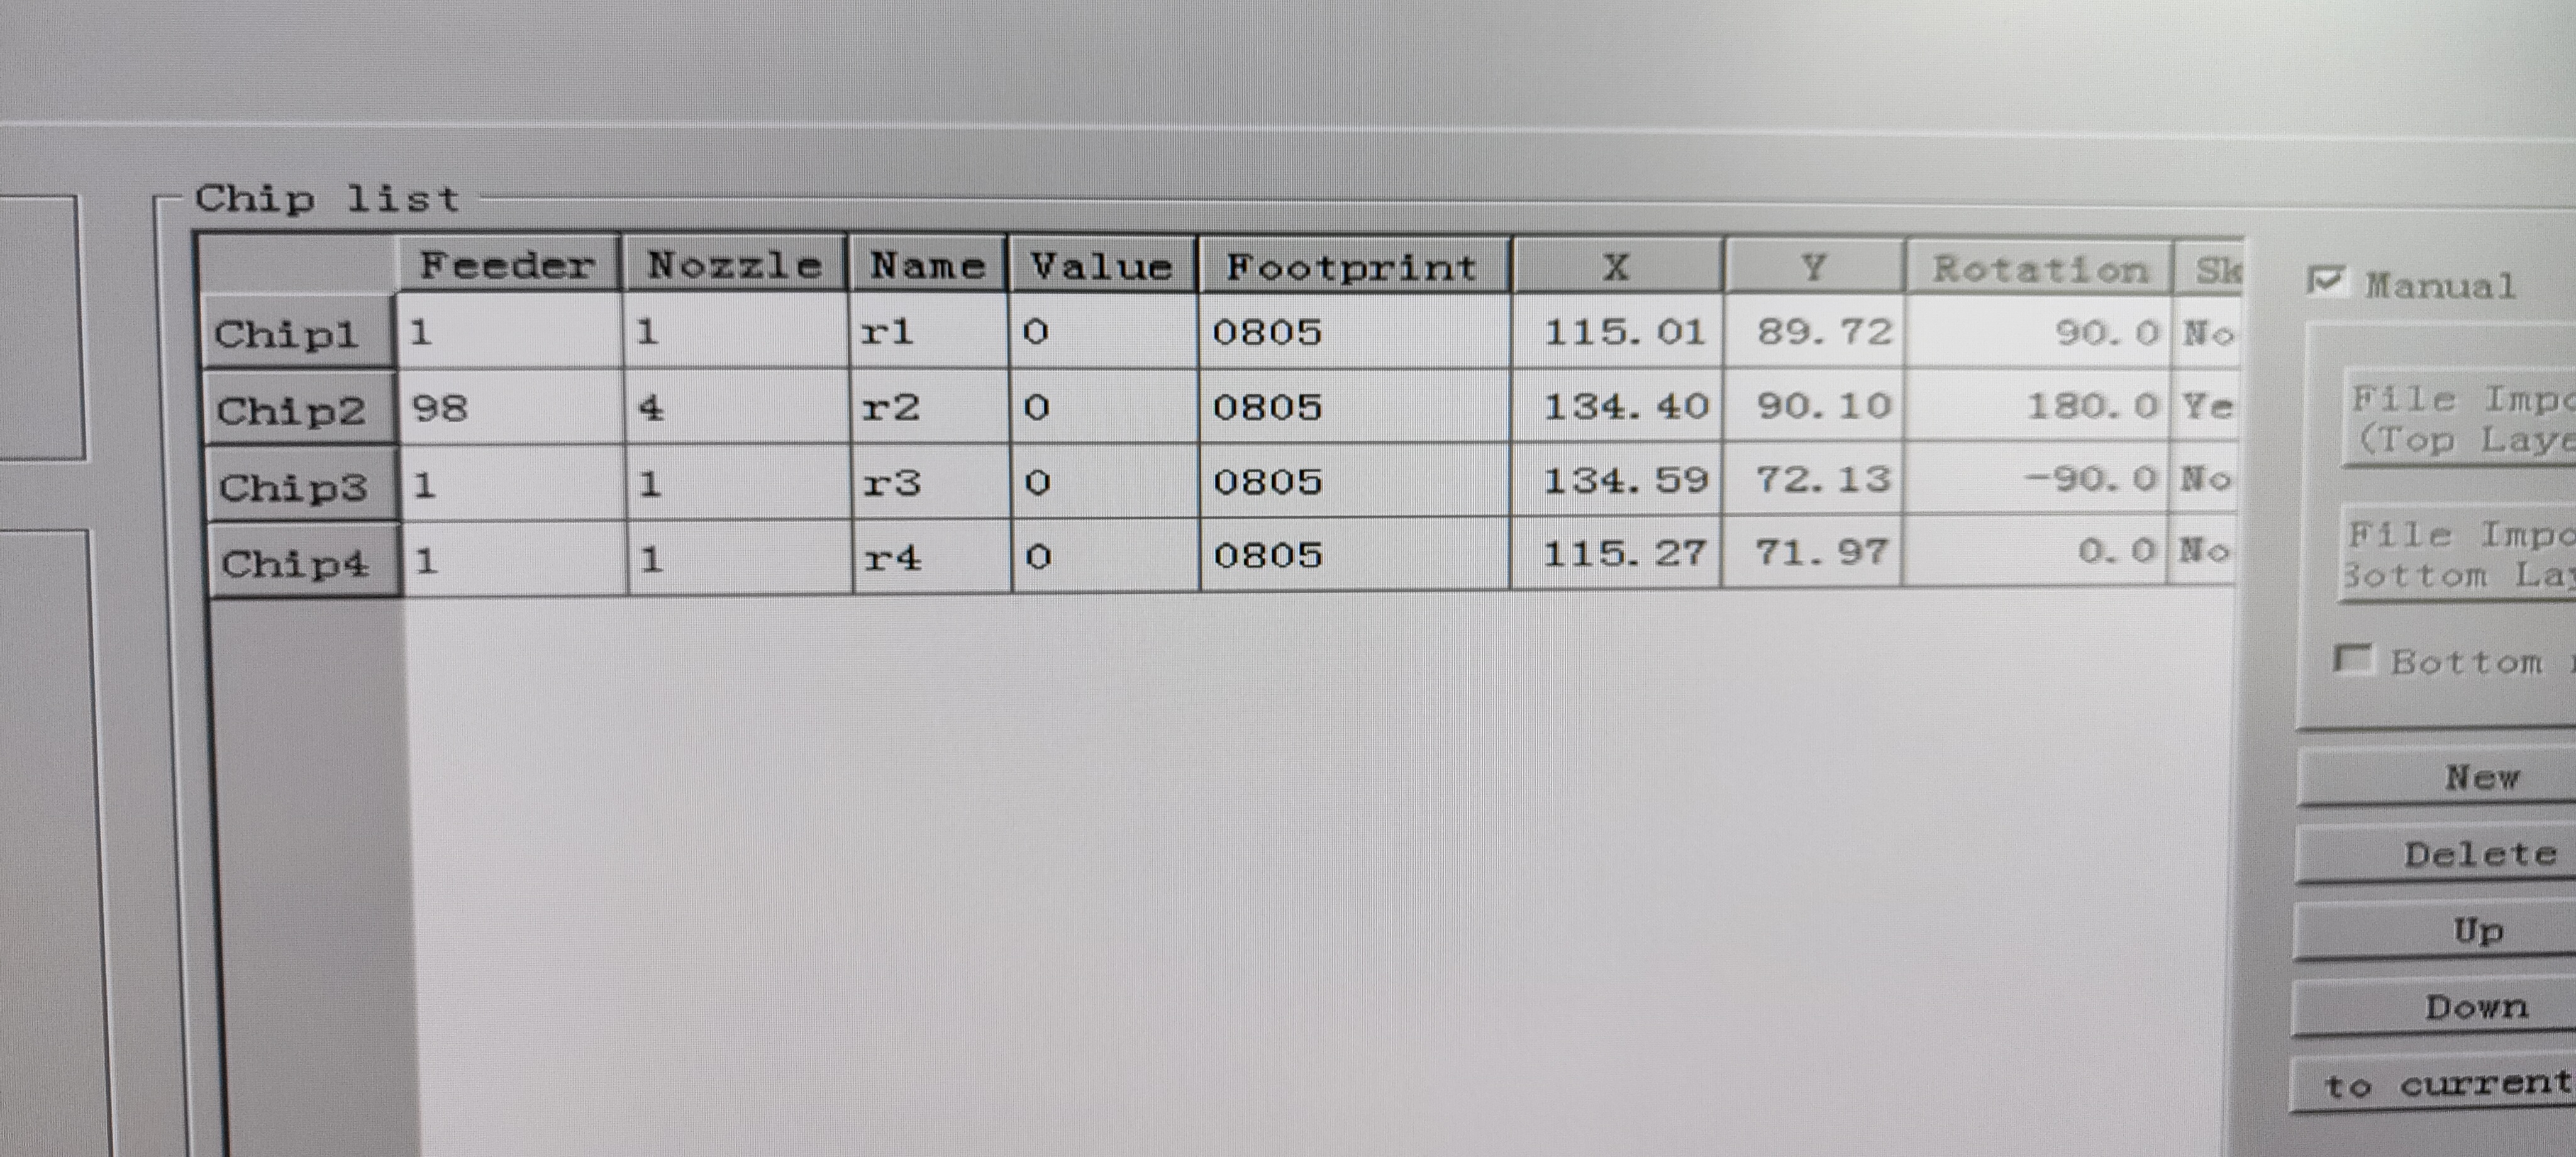 Chip list
Feeder Nozzle Name Value Footprint X Y Rotation Sk
Chip1 1 1 r1 0 0805 115.01 89.72 90.0 No
Chip2 98 4 r2 0 0805 134.40 90.10 180.0 Ye
Chip3 1 1 r3 0 0805 134.59 72.13 -90.0 No
Chip4 1 1 r4 0 0805 115.27 71.97 0.0 No
Manual
File Impo
(Top Laye
File Impo
Bottom Lay
Bottom
New
Delete
Up
Down
to current